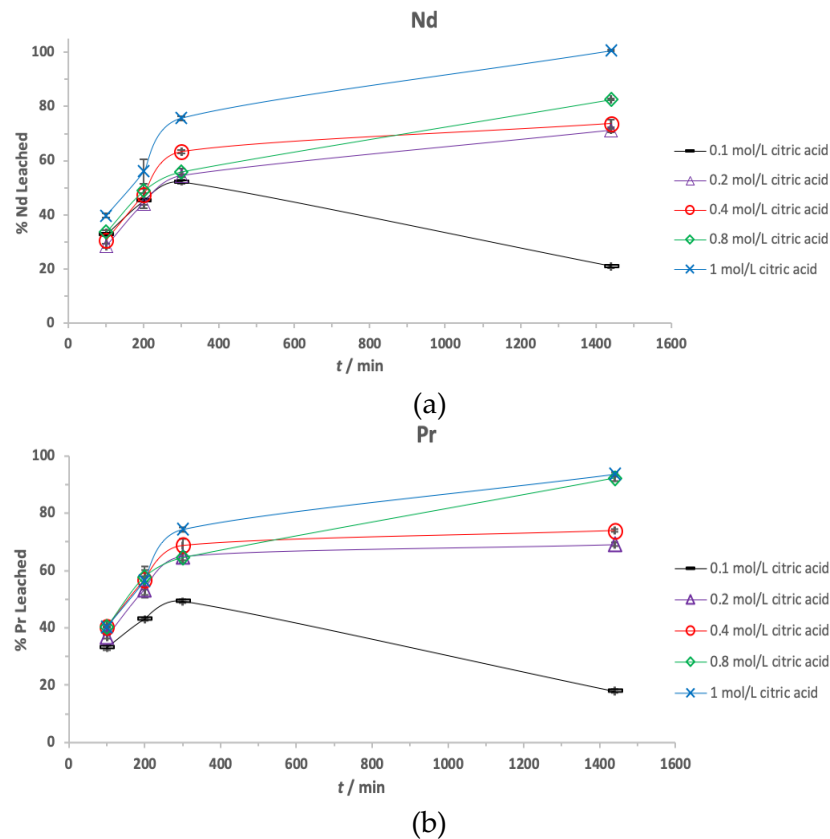 Nd
100
80
60
40
20
0
% Nd Leached
0 200 400 600 800 1000 1200 1400 1600
t / min
0.1 mol/L citric acid
0.2 mol/L citric acid
0.4 mol/L citric acid
0.8 mol/L citric acid
1 mol/L citric acid
(a)
Pr
100
80
60
40
20
0
% Pr Leached
0 200 400 600 800 1000 1200 1400 1600
t / min
0.1 mol/L citric acid
0.2 mol/L citric acid
0.4 mol/L citric acid
0.8 mol/L citric acid
1 mol/L citric acid
(b)